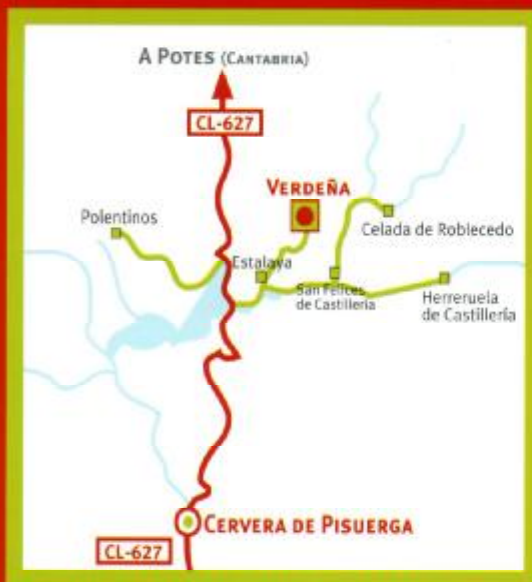 A POTES (CANTABRIA)
CL-627
VERDEÑA
Polentinos
Celada de Roblecedo
Estalaya
San Felices
de Castillería
Herreruela
de Castillería
CERVERA DE PISUERGA
CL-627